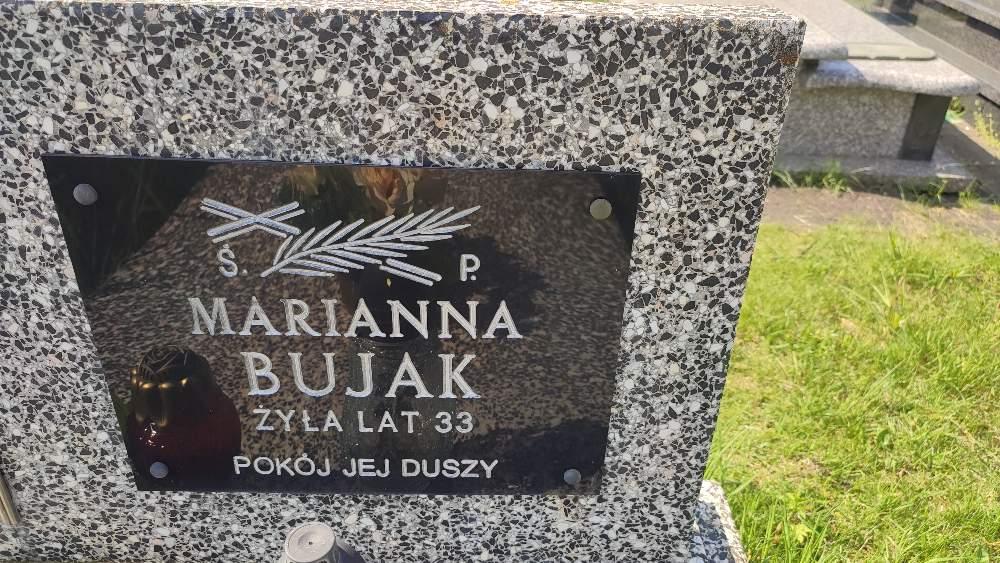 Ś. P.
MARIANNA
BUJAK
ŻYŁA LAT 33
POKÓJ JEJ DUSZY